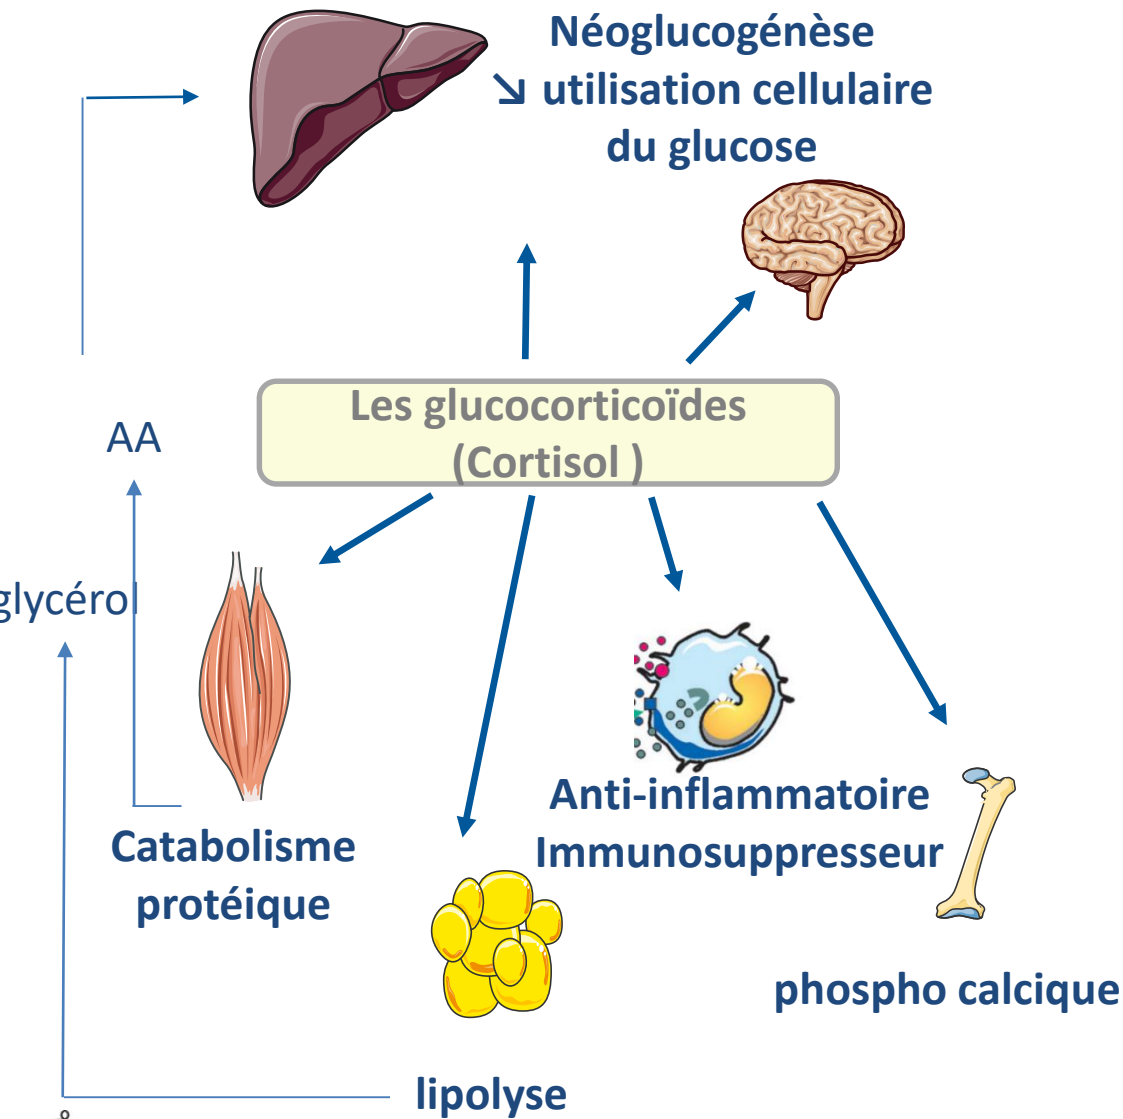 Néoglucogénèse
↘ utilisation cellulaire
du glucose
Les glucocorticoïdes
(Cortisol )
AA
glycérol
Catabolisme
protéique
Anti-inflammatoire
Immunosuppresseur
phospho calcique
lipolyse